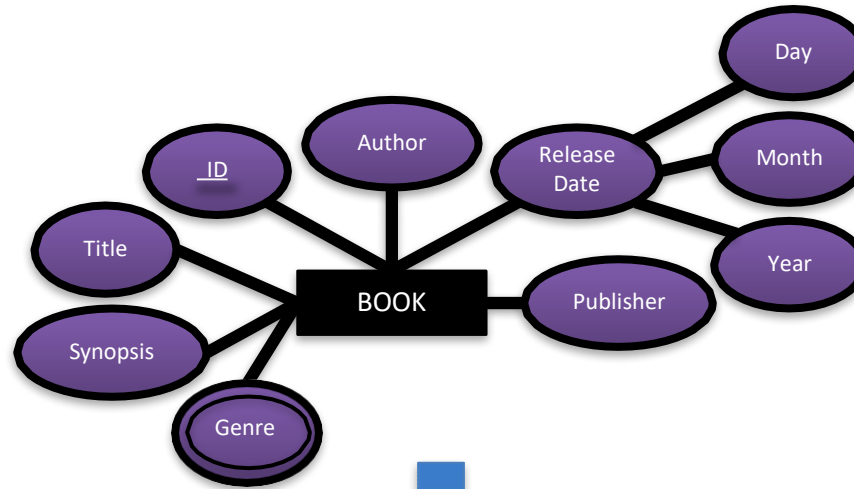 Day
Author
ID
Release
Date
Month
Title
Year
BOOK
Publisher
Synopsis
Genre